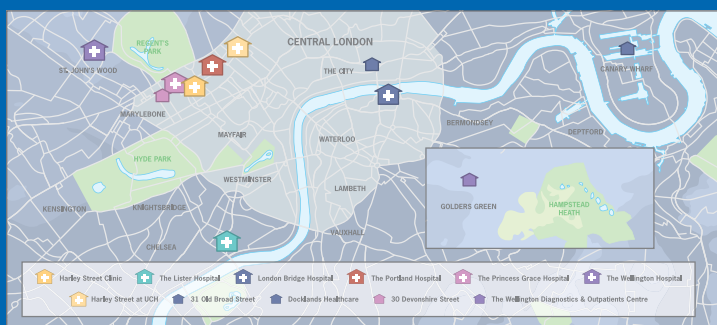 CENTRAL LONDON
REGENT'S
PARK
ST. JOHN'S WOOD
THE CITY
CANARY WHARF
MARYLEBONE
MAYFAIR
WATERLOO
BERMONDSEY
DEPTFORD
HYDE PARK
WESTMINSTER
LAMBETH
KENSINGTON
KNIGHTSBRIDGE
GOLDERS GREEN
HAMPSTEAD
HEATH
VAUXHALL
CHELSEA
Harley Street Clinic
The Lister Hospital
London Bridge Hospital
The Portland Hospital
The Princess Grace Hospital
The Wellington Hospital
Harley Street at UCH
31 Old Broad Street
Docklands Healthcare
30 Devonshire Street
The Wellington Diagnostics & Outpatients Centre